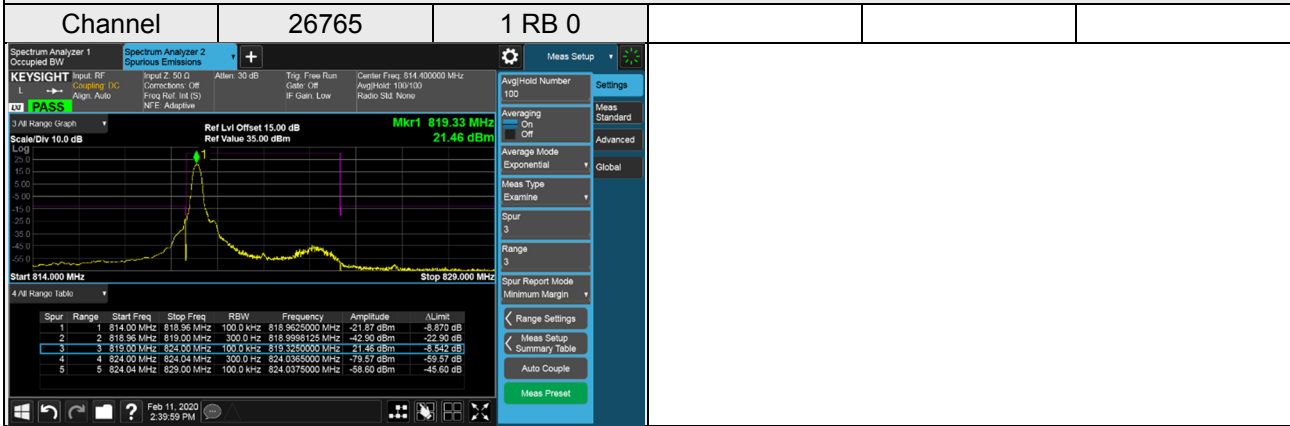 Channel 26765 1 RB 0
Spectrum Analyzer 1
Occupied BW
Spectrum Analyzer 2
Spurious Emissions
Meas Setup
KEYSIGHT
L
LXI PASS
Input: RF
Coupling: DC
Align: Auto
Input Z: 50 Ω
Corrections: Off
Freq Ref: Int (S)
NFE: Adaptive
Atten: 30 dB
Trig: Free Run
Gate: Off
IF Gain: Low
Center Freq: 814.400000 MHz
Avg|Hold: 100/100
Radio Std: None
3 All Range Graph
Scale/Div 10.0 dB
Ref Lvl Offset 15.00 dB
Ref Value 35.00 dBm
Mkr1 819.33 MHz
21.46 dBm
Log
25.0
15.0
5.00
-5.00
-15.0
-25.0
-35.0
-45.0
-55.0
1
Start 814.000 MHz Stop 829.000 MHz
4 All Range Table
Spur Range Start Freq Stop Freq RBW Frequency Amplitude ΔLimit
1 1 814.00 MHz 818.96 MHz 100.0 kHz 818.9625000 MHz -21.87 dBm -8.870 dB
2 2 818.96 MHz 819.00 MHz 300.0 Hz 818.9998125 MHz -42.90 dBm -22.90 dB
3 3 819.00 MHz 824.00 MHz 100.0 kHz 819.3250000 MHz 21.46 dBm -8.542 dB
4 4 824.00 MHz 824.04 MHz 300.0 Hz 824.0365000 MHz -79.57 dBm -59.57 dB
5 5 824.04 MHz 829.00 MHz 100.0 kHz 824.0375000 MHz -58.60 dBm -45.60 dB
Avg|Hold Number
100
Averaging
On
Off
Average Mode
Exponential
Meas Type
Examine
Spur
3
Range
3
Spur Report Mode
Minimum Margin
Range Settings
Meas Setup
Summary Table
Auto Couple
Meas Preset
Settings
Meas
Standard
Advanced
Global
?
Feb 11, 2020
2:39:59 PM